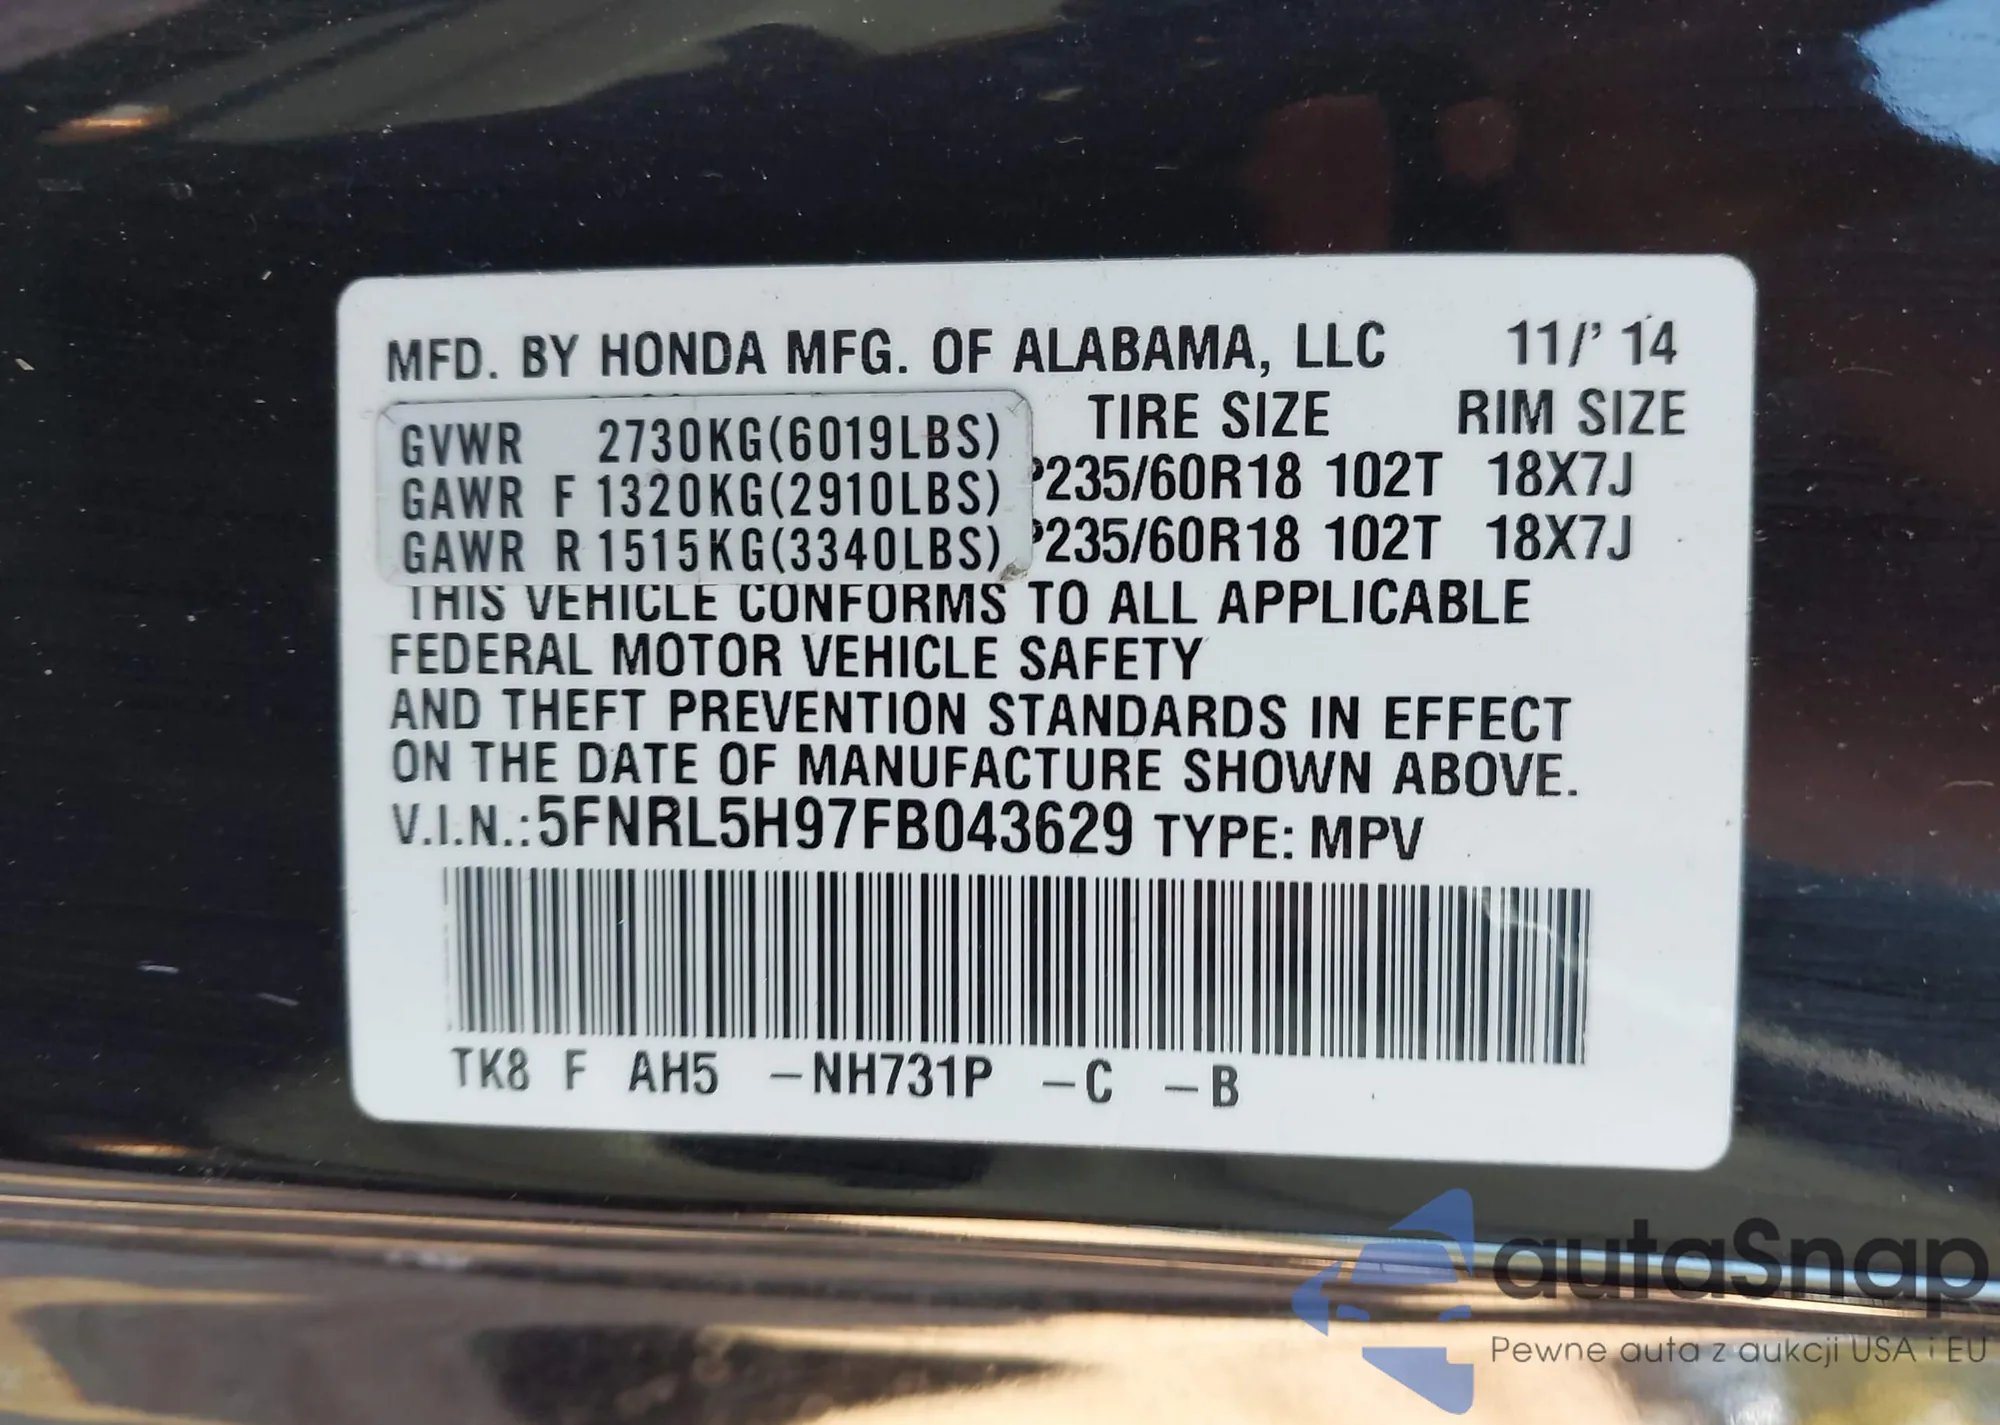 MFD. BY HONDA MFG. OF ALABAMA, LLC 11/' 14
TIRE SIZE RIM SIZE
GVWR 2730KG(6019LBS)
GAWR F 1320KG(2910LBS) P235/60R18 102T 18X7J
GAWR R 1515KG(3340LBS) P235/60R18 102T 18X7J
THIS VEHICLE CONFORMS TO ALL APPLICABLE
FEDERAL MOTOR VEHICLE SAFETY
AND THEFT PREVENTION STANDARDS IN EFFECT
ON THE DATE OF MANUFACTURE SHOWN ABOVE.
V.I.N.:5FNRL5H97FB043629 TYPE: MPV
TK8 F AH5 -NH731P -C -B
autaSnap
Pewne auta z aukcji USA i EU